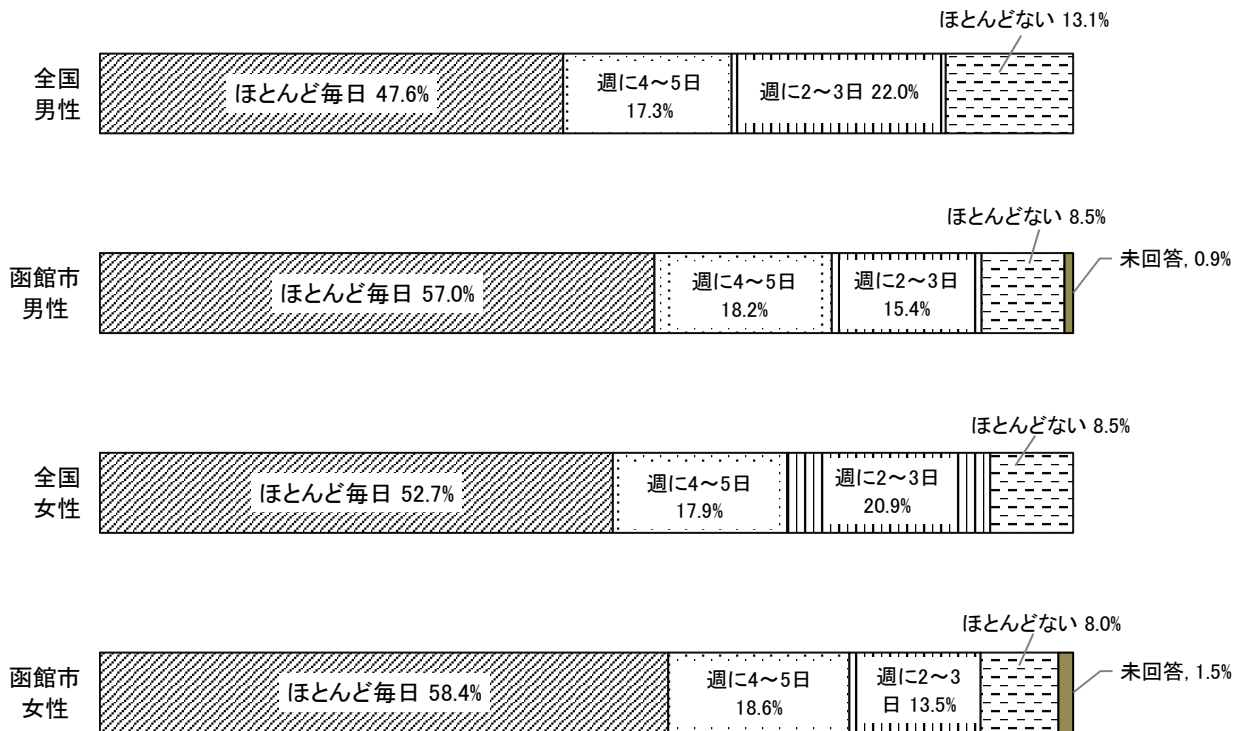 ほとんどない 13.1%
全国
男性
ほとんど毎日 47.6%
週に4～5日
17.3%
週に2～3日 22.0%
ほとんどない 8.5%
未回答, 0.9%
函館市
男性
ほとんど毎日 57.0%
週に4～5日
18.2%
週に2～3日
15.4%
ほとんどない 8.5%
全国
女性
ほとんど毎日 52.7%
週に4～5日
17.9%
週に2～3日
20.9%
ほとんどない 8.0%
未回答, 1.5%
函館市
女性
ほとんど毎日 58.4%
週に4～5日
18.6%
週に2～3
日 13.5%